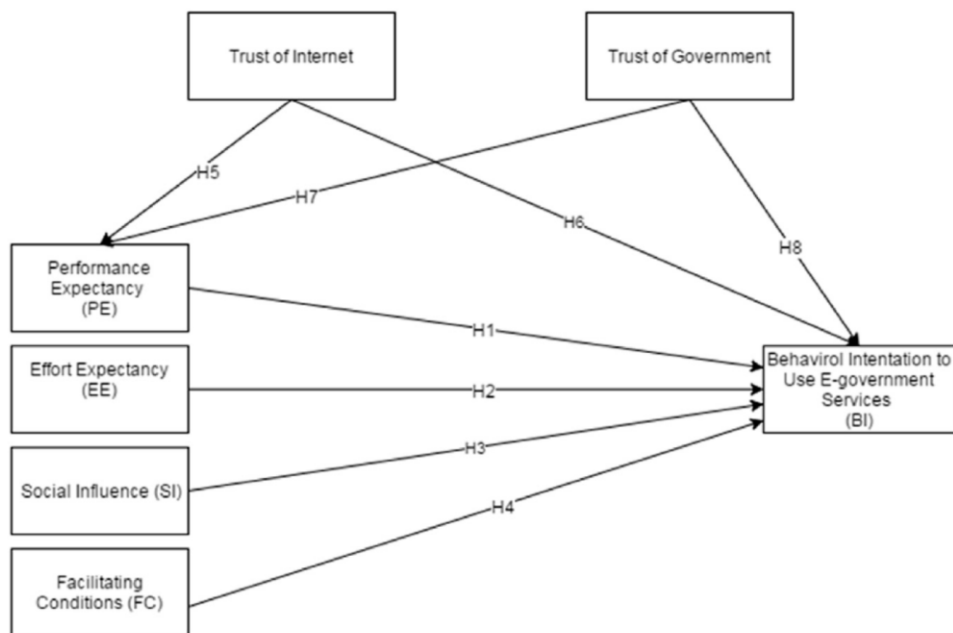 Trust of Internet
Trust of Government
H5
H7
H6
H8
Performance
Expectancy
(PE)
H1
Effort Expectancy
(EE)
H2
Behavirol Intentation to
Use E-government
Services
(BI)
Social Influence (SI)
H3
H4
Facilitating
Conditions (FC)